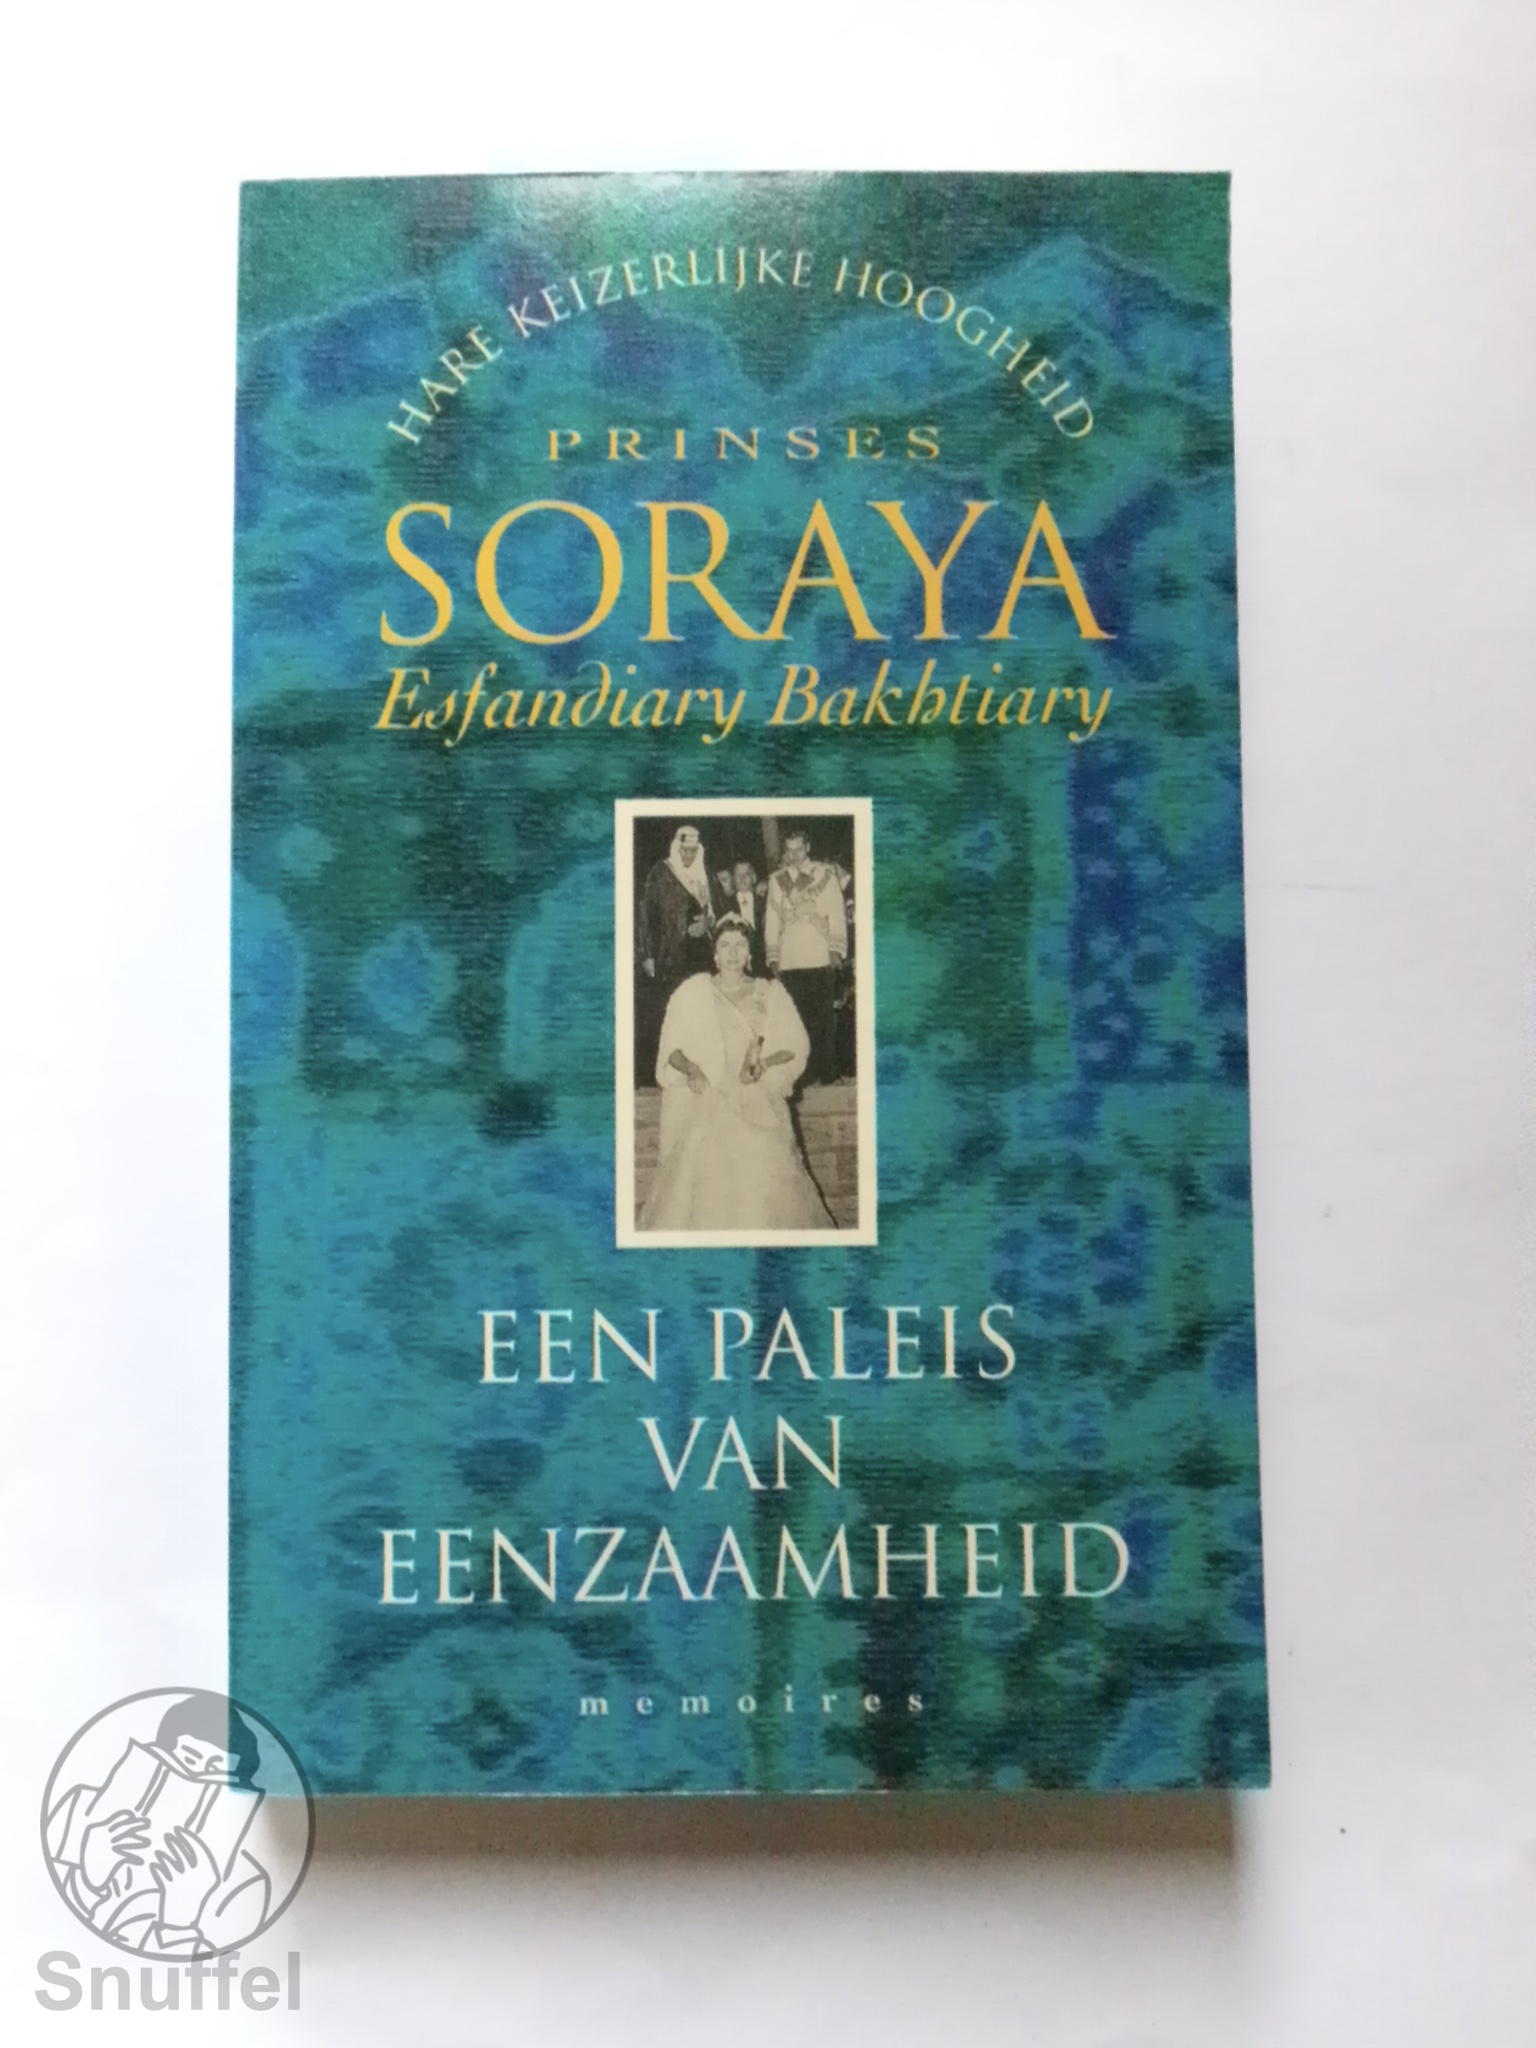 HARE KEIZERLIJKE HOOGHEID
PRINSES
SORAYA
Esfandiary Bakhtiary
EEN PALEIS
VAN
EENZAAMHEID
memoires
Snuffel